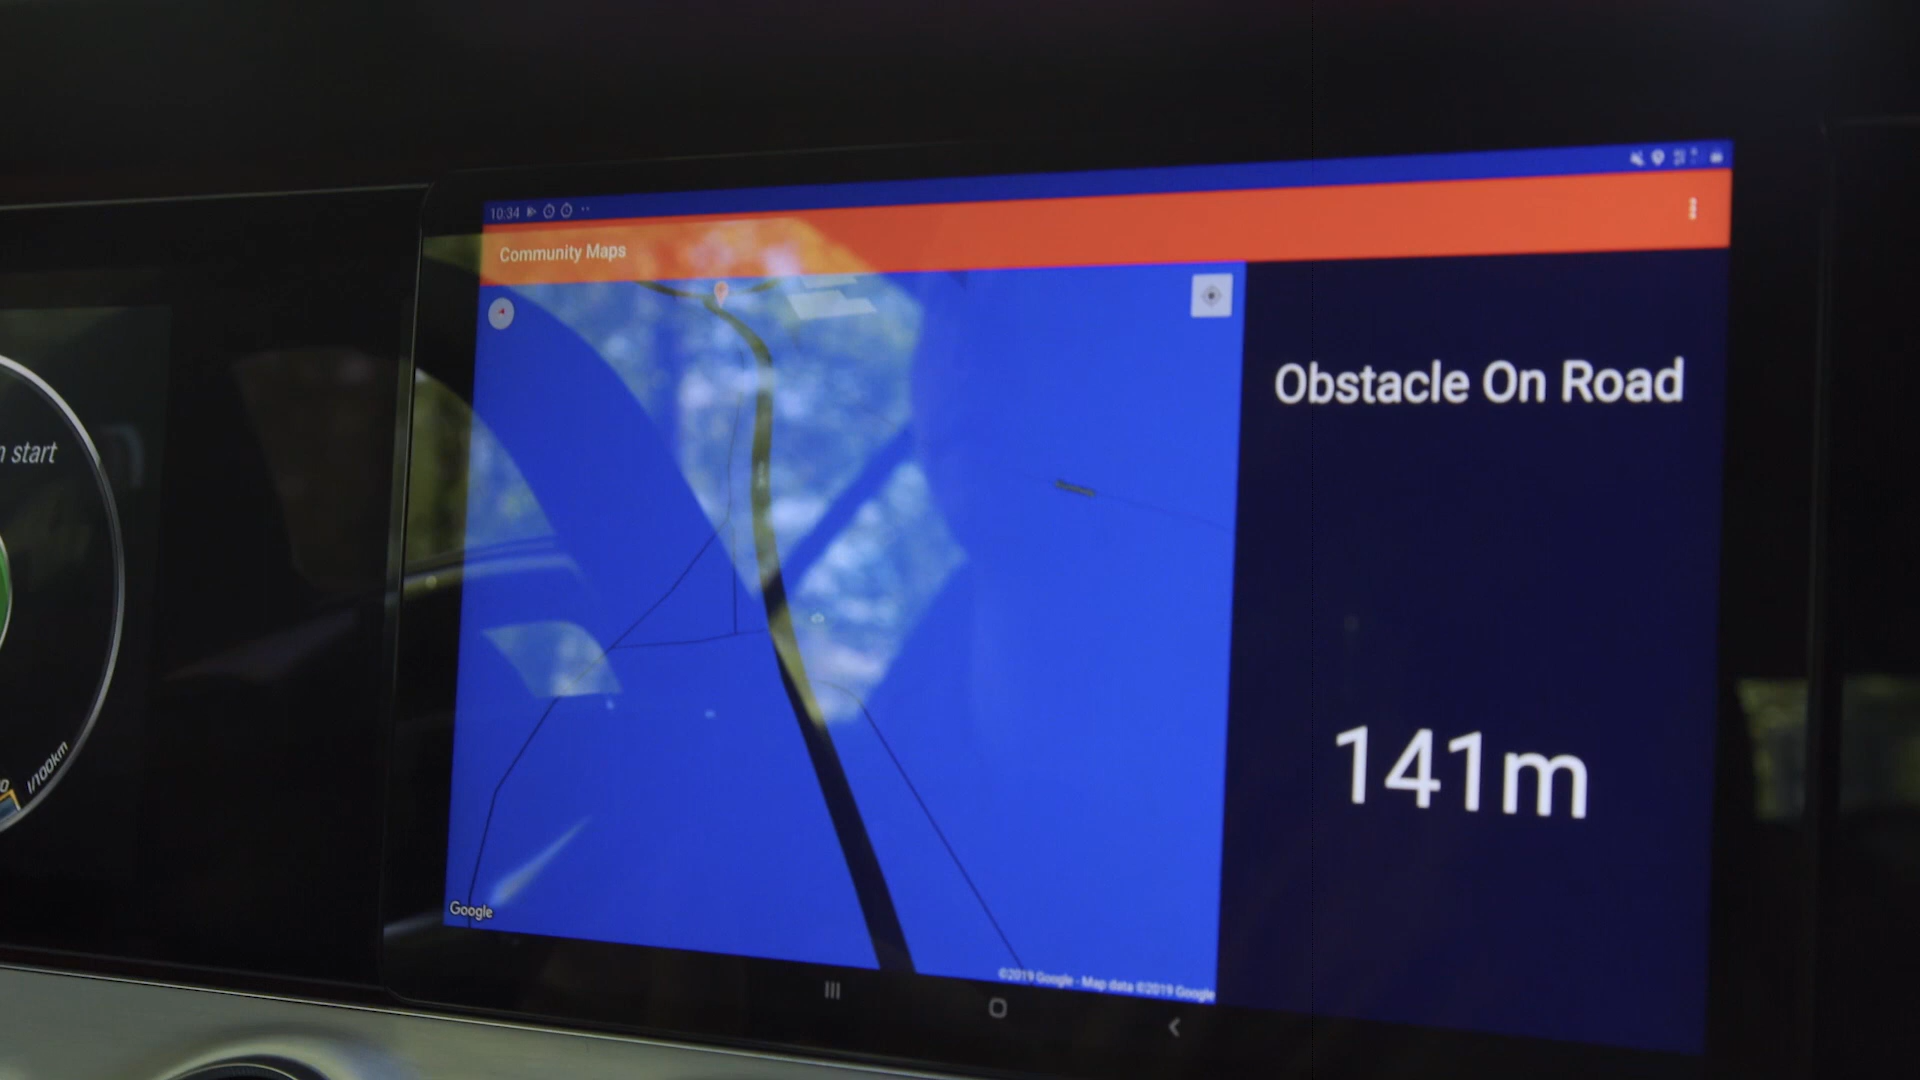 n start
l/100km
10:34
Community Maps
Obstacle On Road
141m
Google
©2019 Google - Map data ©2019 Google